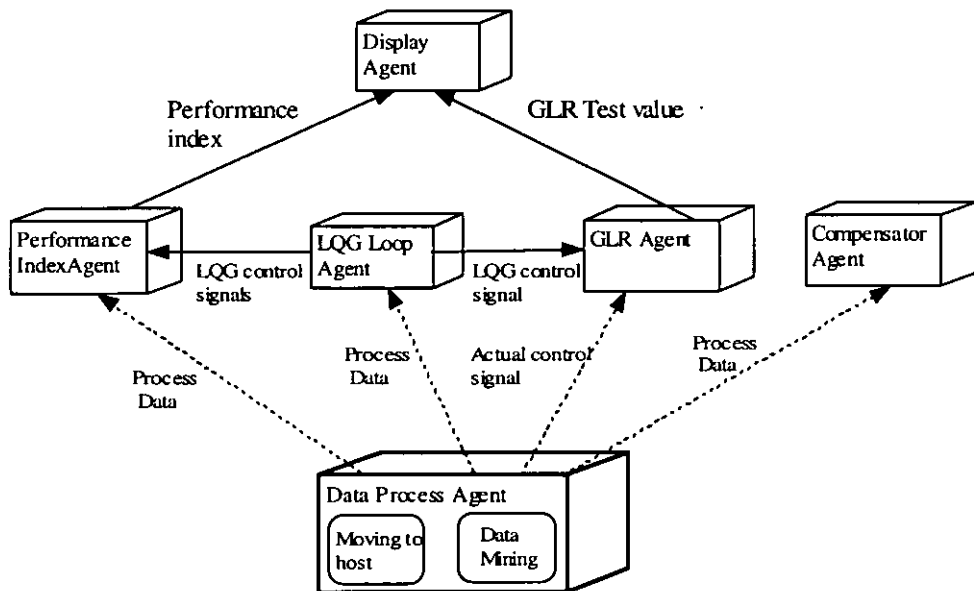 Display
Agent
Performance
index
GLR Test value
Performance
IndexAgent
LQG Loop
Agent
GLR Agent
Compensator
Agent
LQG control
signals
LQG control
signal
Process
Data
Process
Data
Actual control
signal
Process
Data
Data Process Agent
Moving to
host
Data
Mining